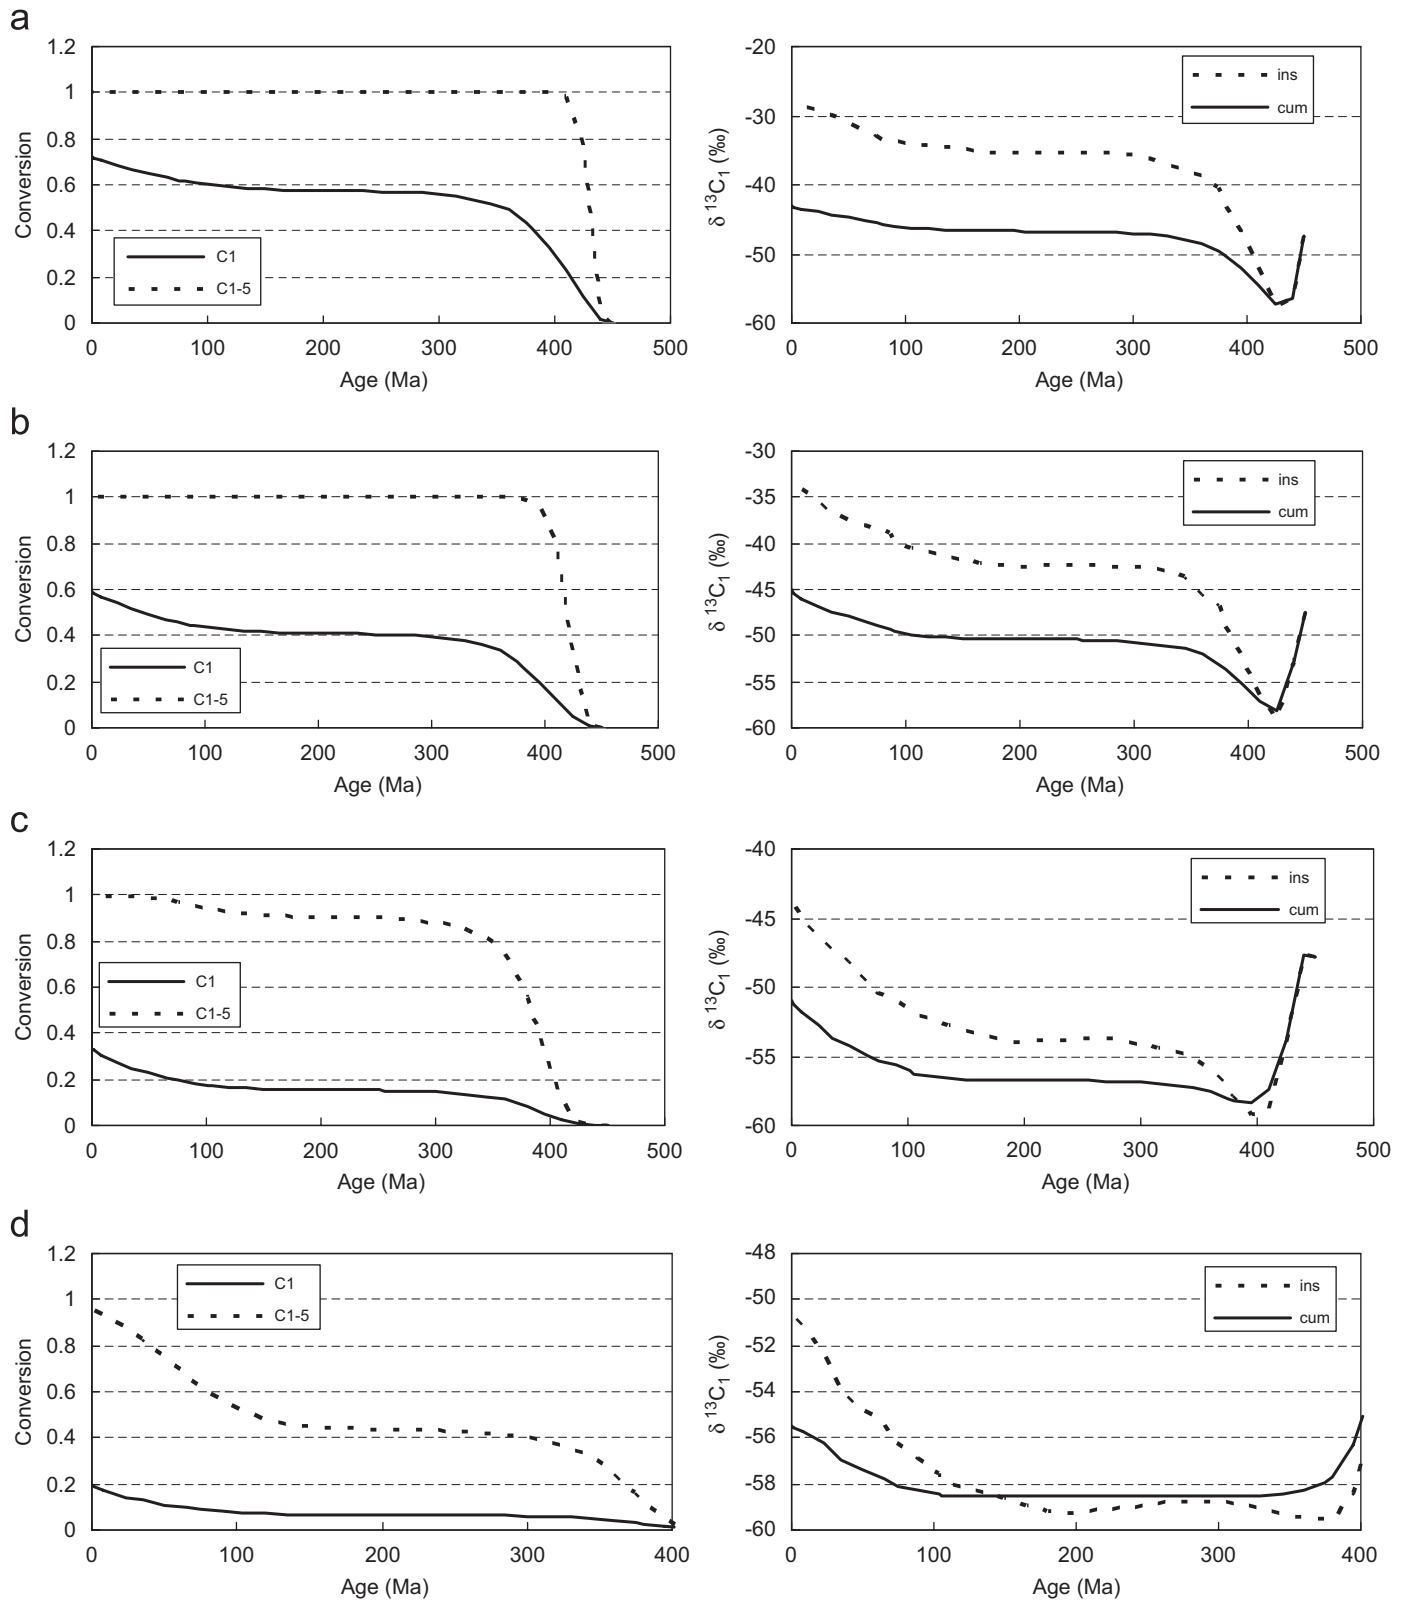 a
1.2
1
0.8
0.6
0.4
0.2
0
Conversion
C1
C1-5
0 100 200 300 400 500
Age (Ma)
-20
-30
-40
-50
-60
δ 13C1 (‰)
ins
cum
0 100 200 300 400 500
Age (Ma)
b
1.2
1
0.8
0.6
0.4
0.2
0
Conversion
C1
C1-5
0 100 200 300 400 500
Age (Ma)
-30
-35
-40
-45
-50
-55
-60
δ 13C1 (‰)
ins
cum
0 100 200 300 400 500
Age (Ma)
c
1.2
1
0.8
0.6
0.4
0.2
0
Conversion
C1
C1-5
0 100 200 300 400 500
Age (Ma)
-40
-45
-50
-55
-60
δ 13C1 (‰)
ins
cum
0 100 200 300 400 500
Age (Ma)
d
1.2
1
0.8
0.6
0.4
0.2
0
Conversion
C1
C1-5
0 100 200 300 400
Age (Ma)
-48
-50
-52
-54
-56
-58
-60
δ 13C1 (‰)
ins
cum
0 100 200 300 400
Age (Ma)